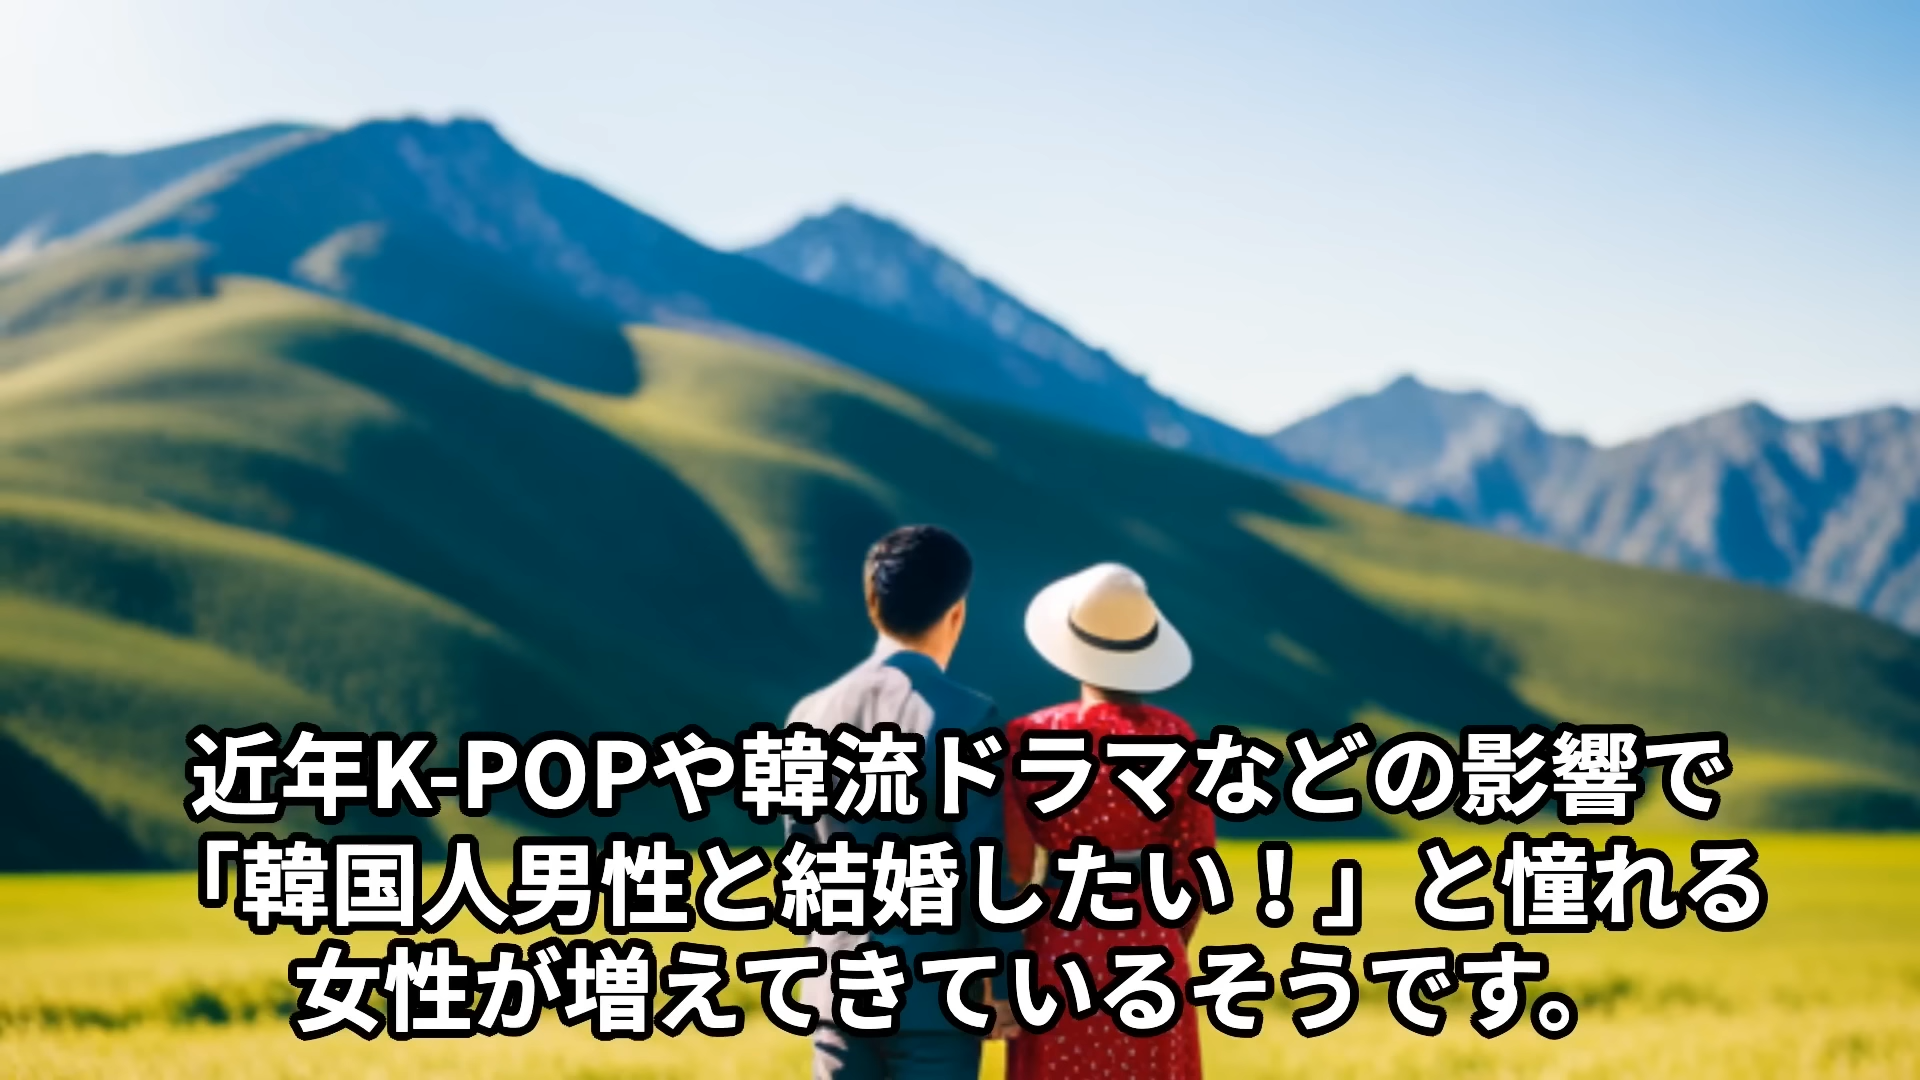 近年K-POPや韓流ドラマなどの影響で
「韓国人男性と結婚したい！」と憧れる
女性が増えてきているそうです。